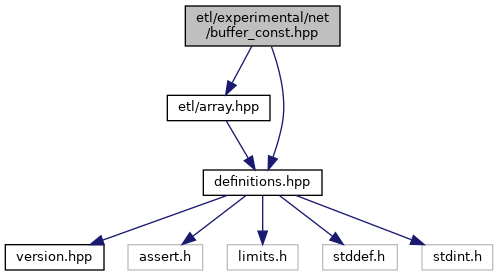 etl/experimental/net
/buffer_const.hpp
etl/array.hpp
definitions.hpp
version.hpp
assert.h
limits.h
stddef.h
stdint.h